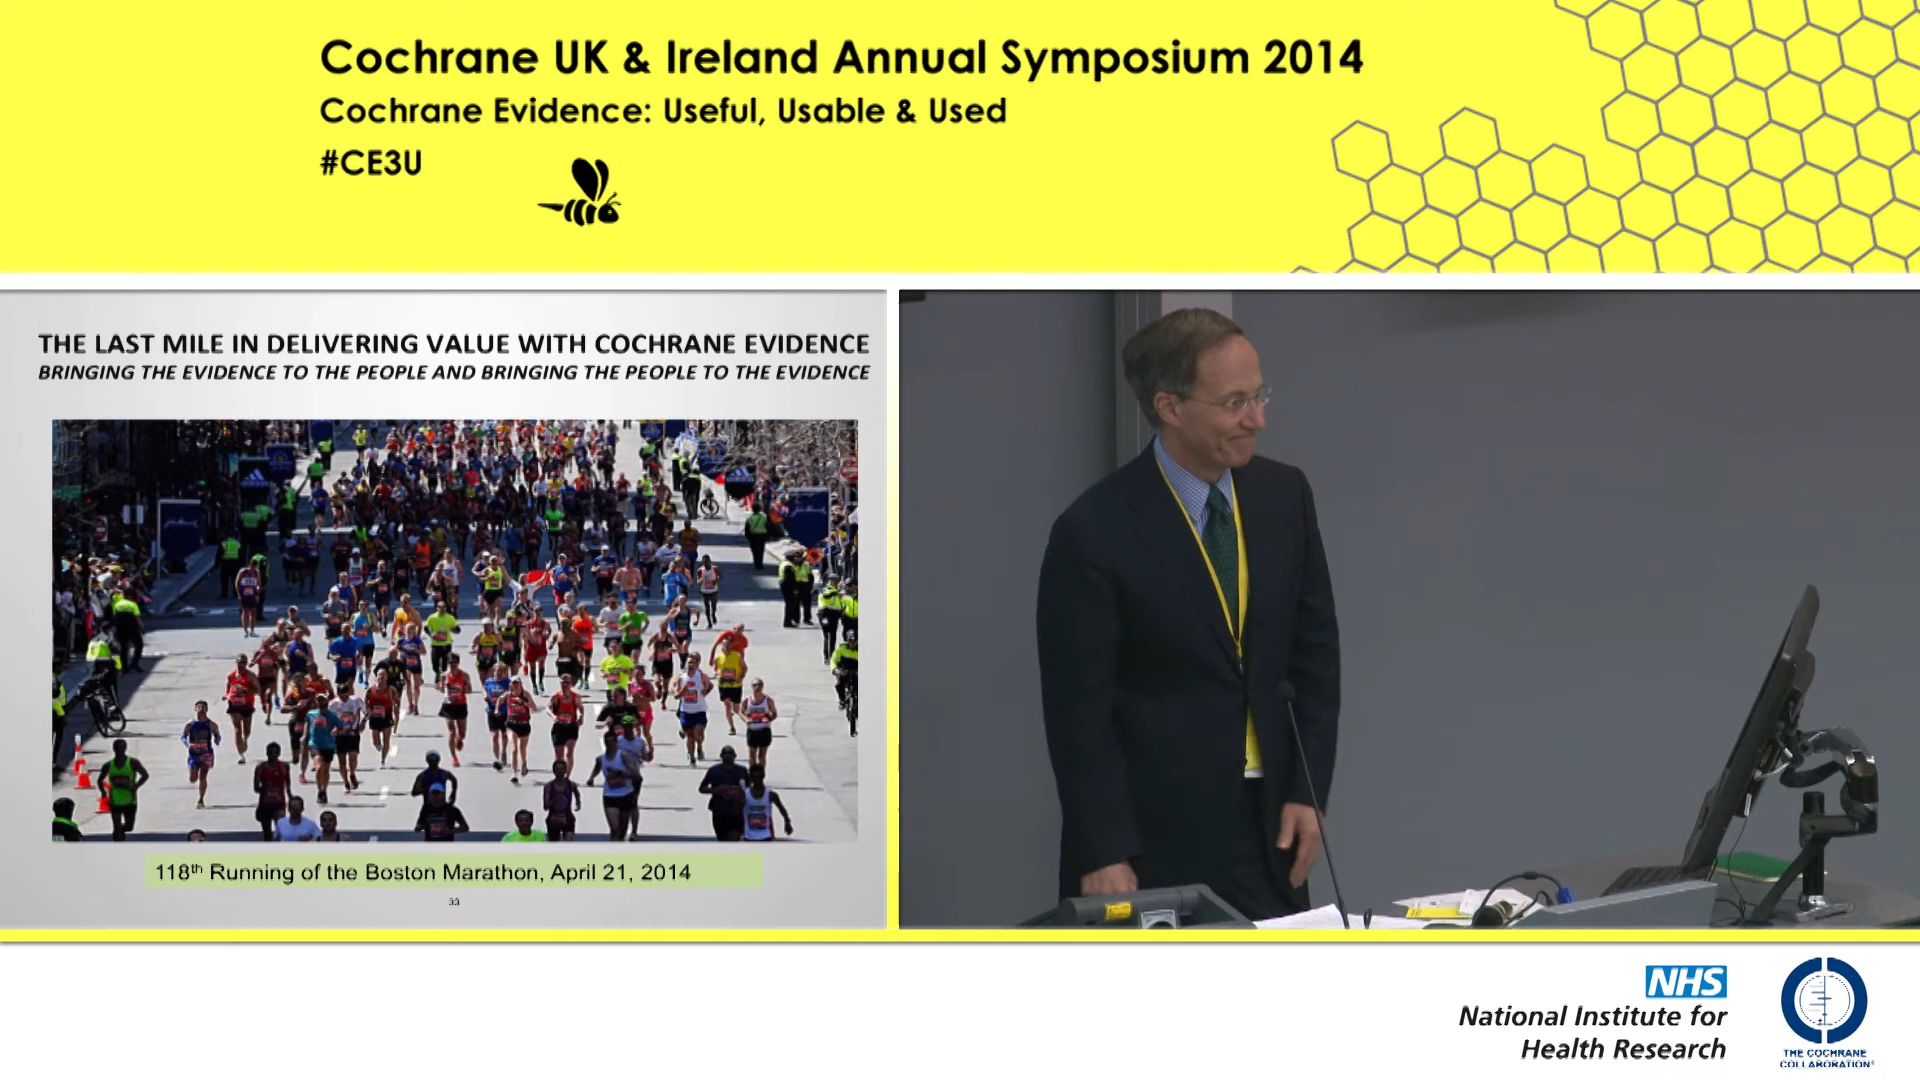 Cochrane UK & Ireland Annual Symposium 2014
Cochrane Evidence: Useful, Usable & Used
#CE3U
THE LAST MILE IN DELIVERING VALUE WITH COCHRANE EVIDENCE
BRINGING THE EVIDENCE TO THE PEOPLE AND BRINGING THE PEOPLE TO THE EVIDENCE
118th Running of the Boston Marathon, April 21, 2014
33
NHS
National Institute for
Health Research
THE COCHRANE
COLLABORATION®